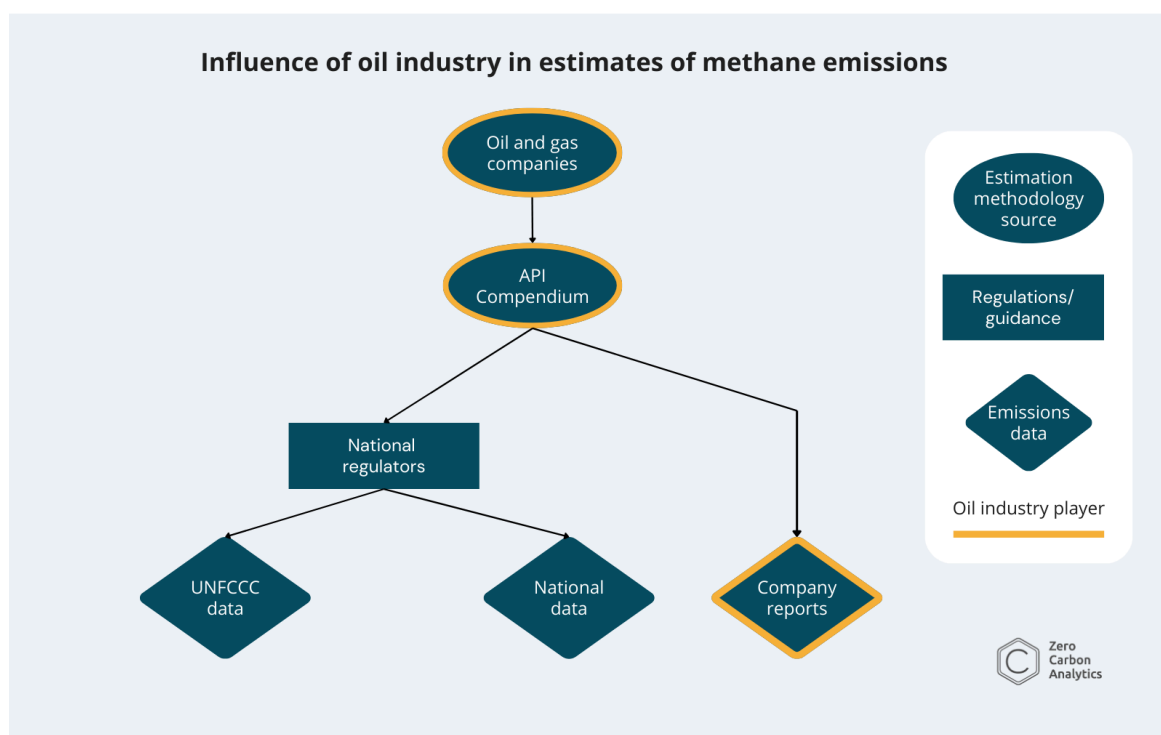 Influence of oil industry in estimates of methane emissions
Oil and gas
companies
API
Compendium
National
regulators
UNFCCC
data
National
data
Company
reports
Estimation
methodology
source
Regulations/
guidance
Emissions
data
Oil industry player
Zero
Carbon
Analytics